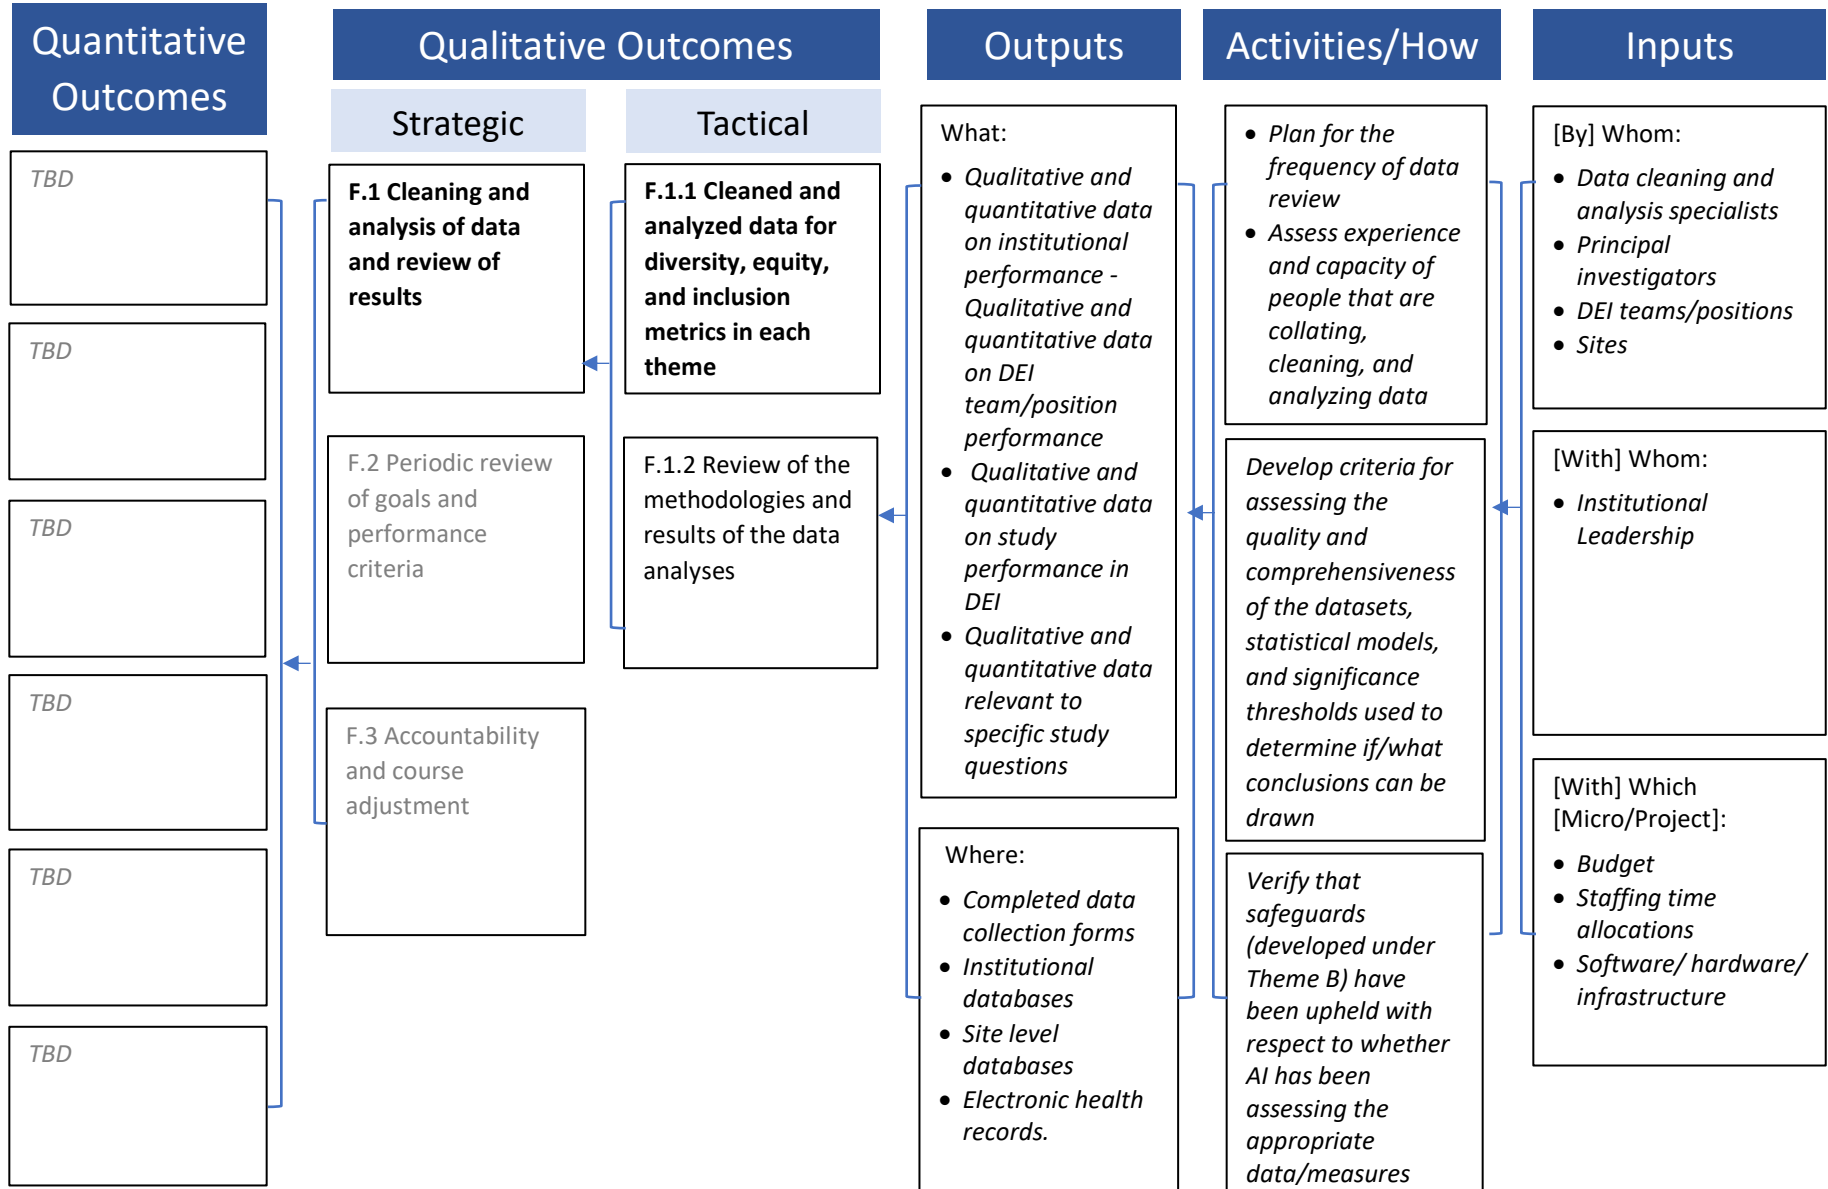 Quantitative
Outcomes
Qualitative Outcomes
Outputs
Activities/How
Inputs
Strategic
Tactical
TBD
TBD
TBD
TBD
TBD
TBD
F.1 Cleaning and
analysis of data
and review of
results
F.2 Periodic review
of goals and
performance
criteria
F.3 Accountability
and course
adjustment
F.1.1 Cleaned and
analyzed data for
diversity, equity,
and inclusion
metrics in each
theme
F.1.2 Review of the
methodologies and
results of the data
analyses
What:
• Qualitative and
quantitative data
on institutional
performance -
Qualitative and
quantitative data
on DEI
team/position
performance
• Qualitative and
quantitative data
on study
performance in
DEI
• Qualitative and
quantitative data
relevant to
specific study
questions
Where:
• Completed data
collection forms
• Institutional
databases
• Site level
databases
• Electronic health
records.
• Plan for the
frequency of data
review
• Assess experience
and capacity of
people that are
collating,
cleaning, and
analyzing data
Develop criteria for
assessing the
quality and
comprehensiveness
of the datasets,
statistical models,
and significance
thresholds used to
determine if/what
conclusions can be
drawn
Verify that
safeguards
(developed under
Theme B) have
been upheld with
respect to whether
AI has been
assessing the
appropriate
data/measures
[By] Whom:
• Data cleaning and
analysis specialists
• Principal
investigators
• DEI teams/positions
• Sites
[With] Whom:
• Institutional
Leadership
[With] Which
[Micro/Project]:
• Budget
• Staffing time
allocations
• Software/ hardware/
infrastructure